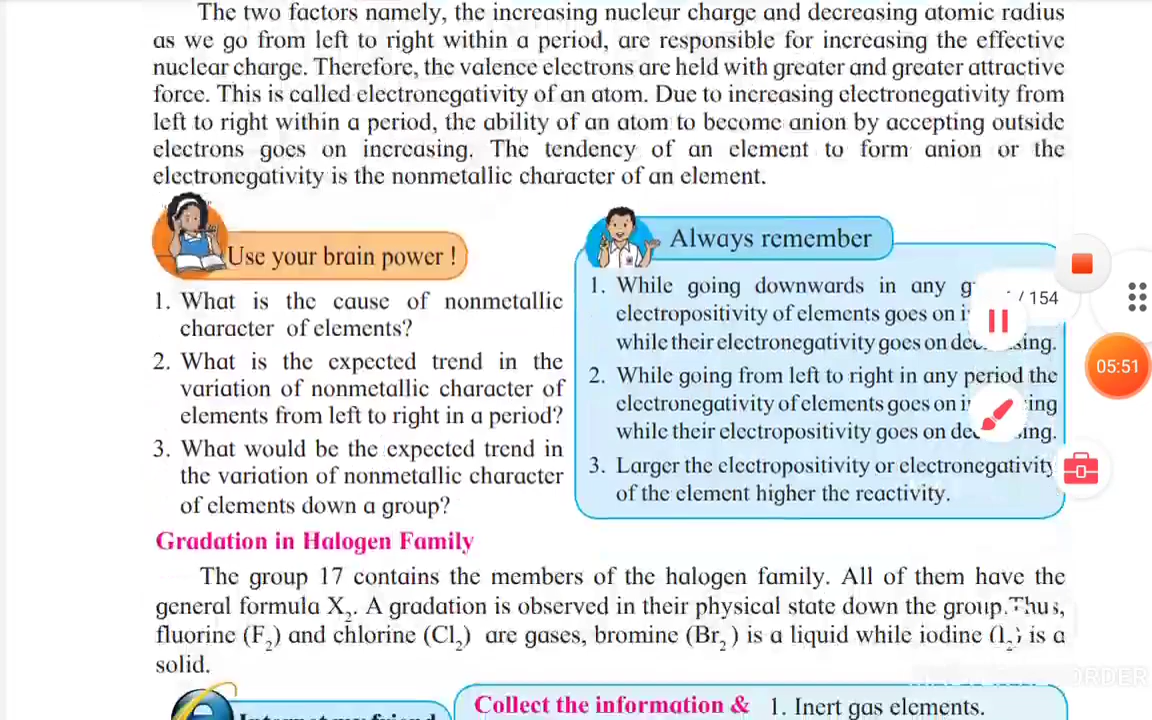 The two factors namely, the increasing nucleur charge and decreasing atomic radius
as we go from left to right within a period, are responsible for increasing the effective
nuclear charge. Therefore, the valence electrons are held with greater and greater attractive
force. This is called electronegativity of an atom. Due to increasing electronegativity from
left to right within a period, the ability of an atom to become anion by accepting outside
electrons goes on increasing. The tendency of an element to form anion or the
electronegativity is the nonmetallic character of an element.
Use your brain power !
1. What is the cause of nonmetallic
character of elements?
2. What is the expected trend in the
variation of nonmetallic character of
elements from left to right in a period?
3. What would be the expected trend in
the variation of nonmetallic character
of elements down a group?
Always remember
1. While going downwards in any
electropositivity of elements goes on
while their electronegativity goes on
2. While going from left to right in any period the
electronegativity of elements goes on
while their electropositivity goes on
3. Larger the electropositivity or electronegativity
of the element higher the reactivity.
/ 154
05:51
Gradation in Halogen Family
The group 17 contains the members of the halogen family. All of them have the
general formula X₂. A gradation is observed in their physical state down the group.Thus,
fluorine (F₂) and chlorine (Cl₂) are gases, bromine (Br₂) is a liquid while iodine (I₂) is a
solid.
Collect the information & 1. Inert gas elements.